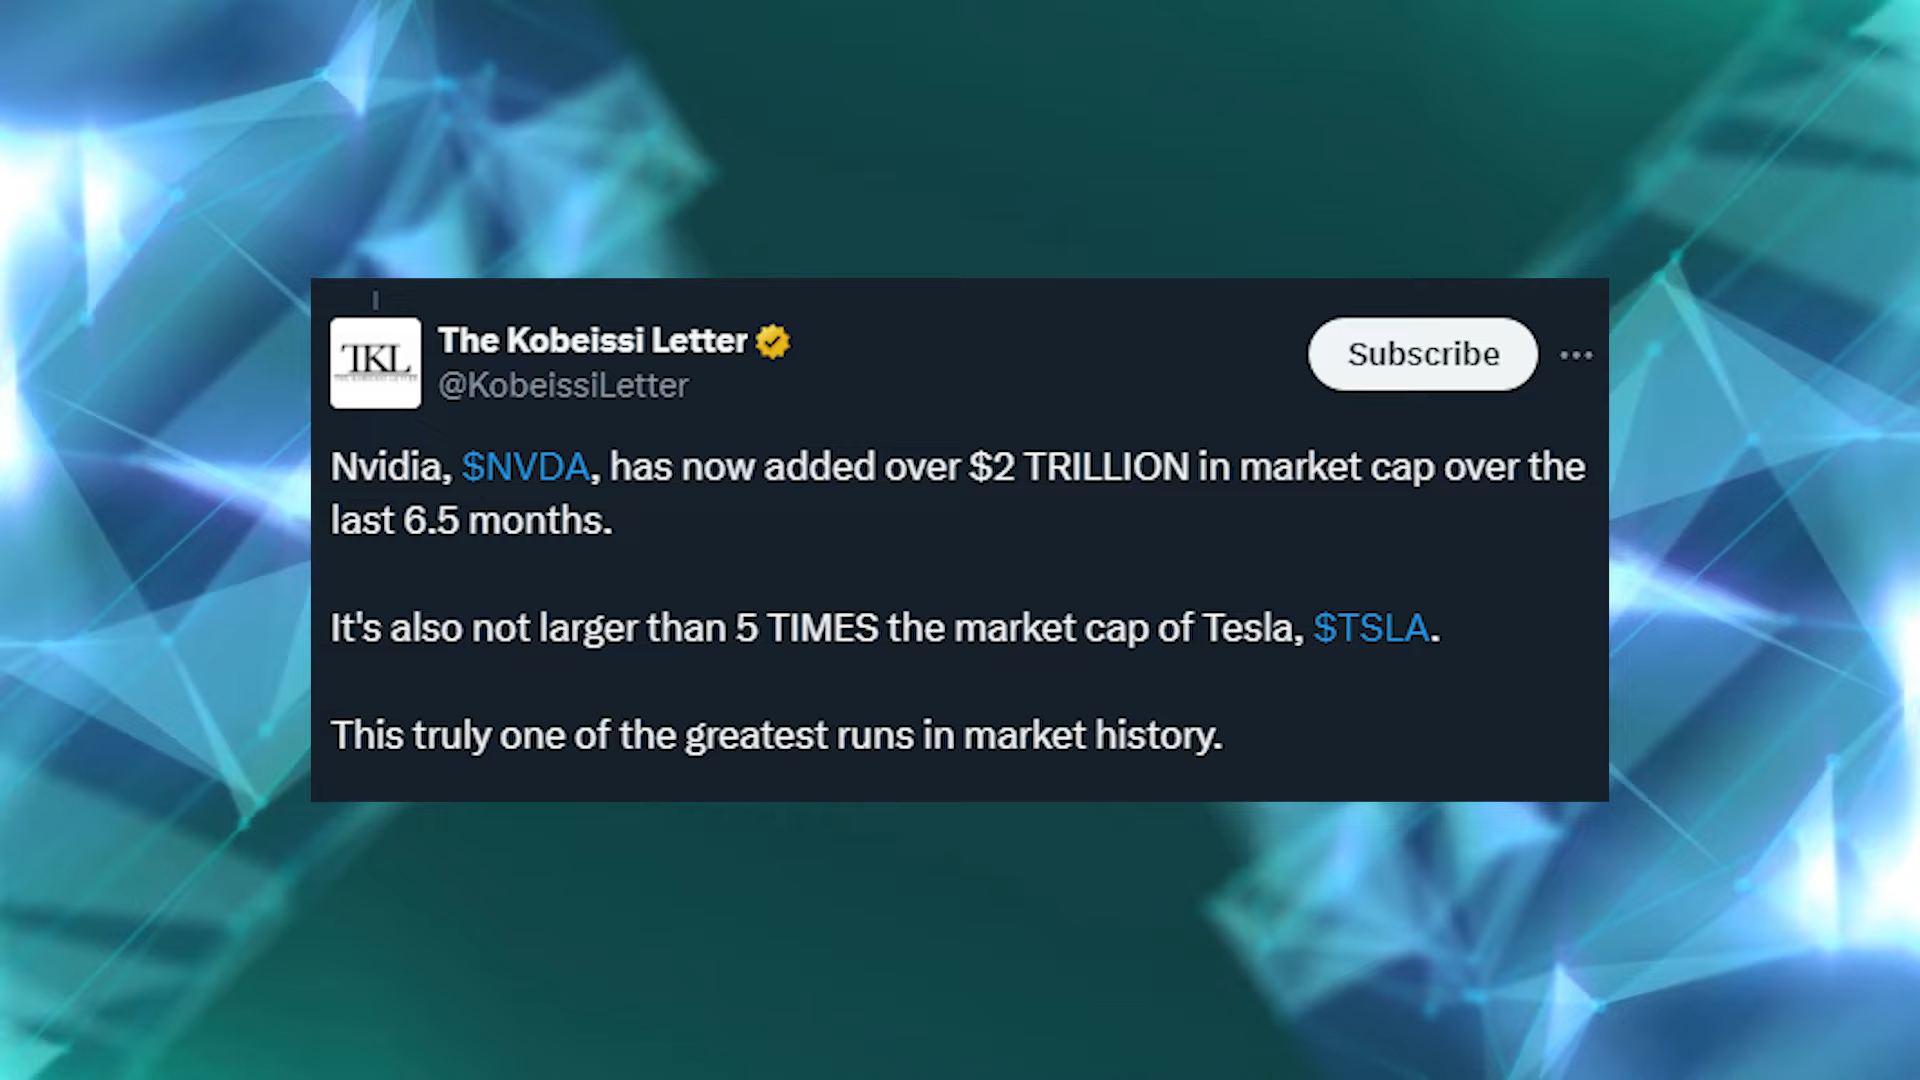 TKL
The Kobeissi Letter
@KobeissiLetter
Subscribe
Nvidia, $NVDA, has now added over $2 TRILLION in market cap over the
last 6.5 months.
It's also not larger than 5 TIMES the market cap of Tesla, $TSLA.
This truly one of the greatest runs in market history.